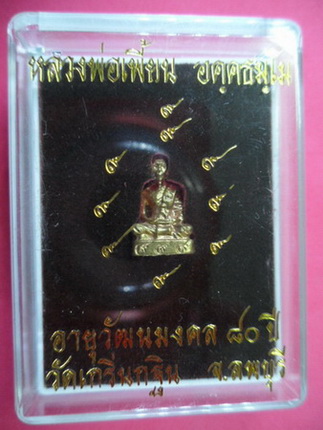 หลวงพ่อเพี้ยน อคฺคธมฺโม
อายุวัฒนมงคล ๘๐ ปี
วัดเกริ่นกฐิน จ.ลพบุรี